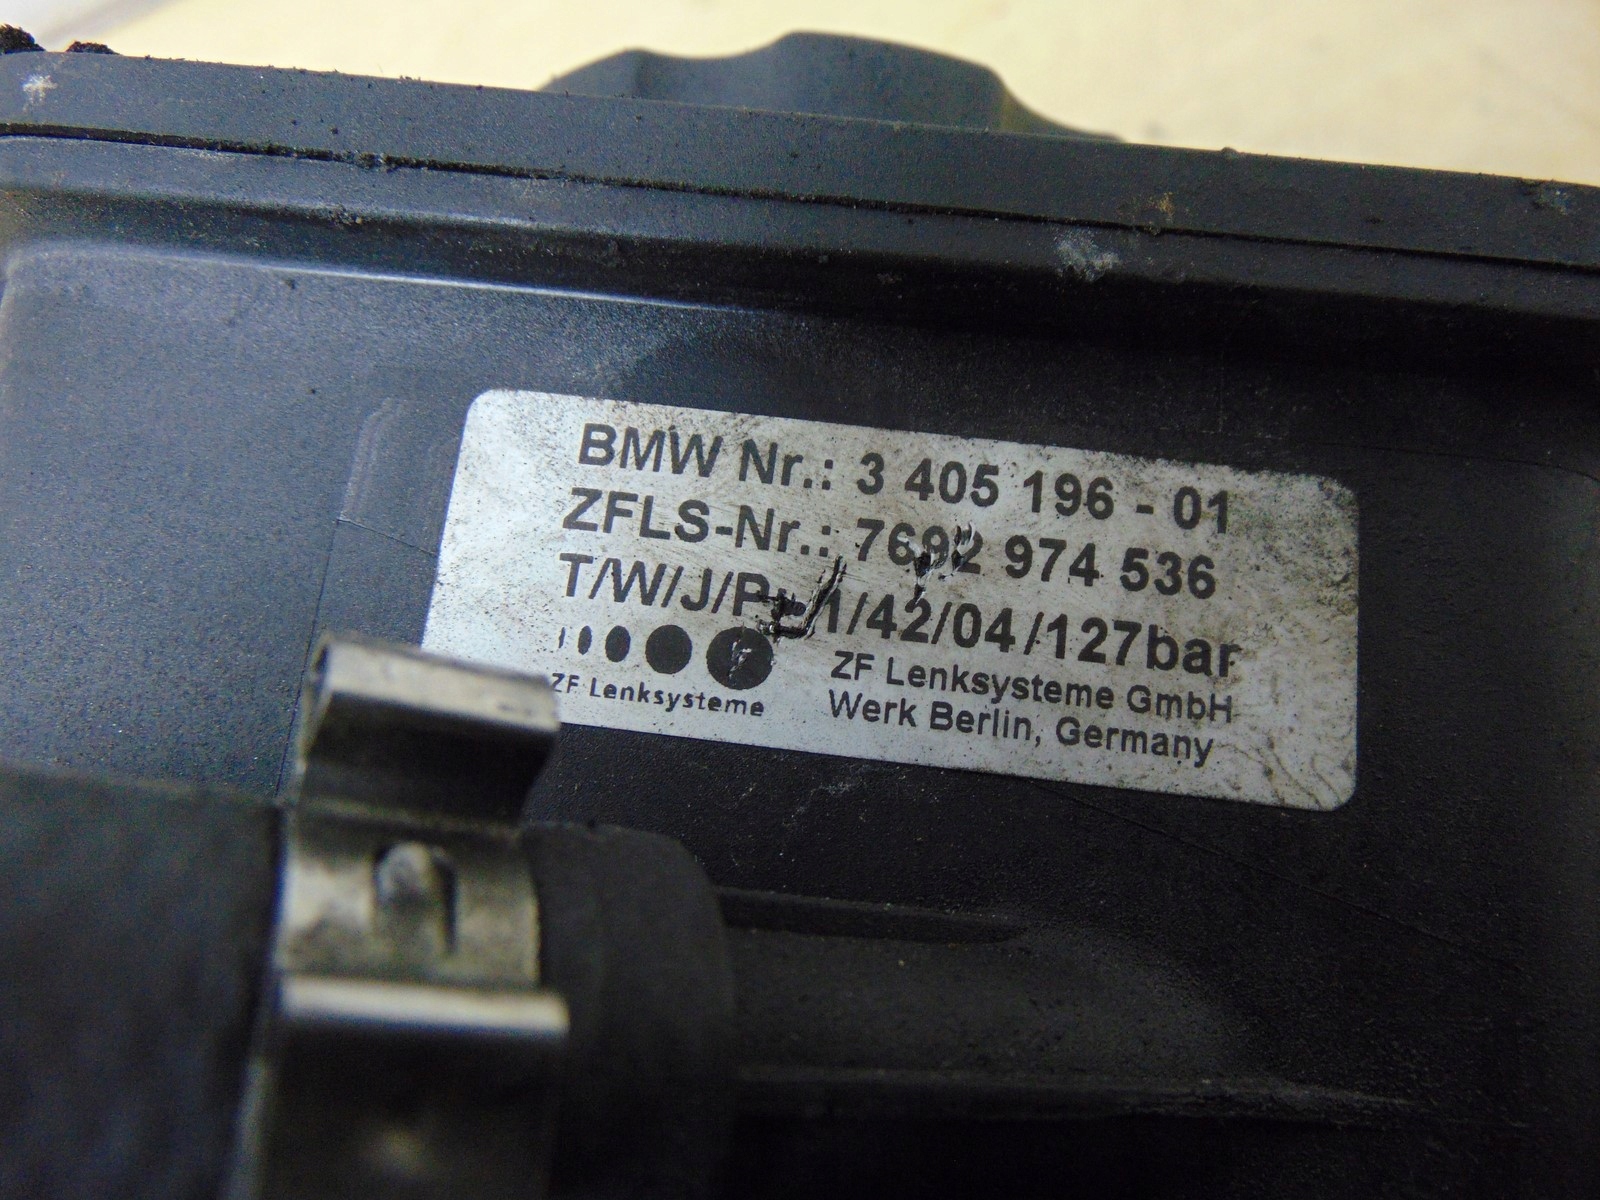 BMW Nr.: 3 405 196 - 01
ZFLS-Nr.: 7692 974 536
T/W/J/P: 1/42/04/127bar
ZF Lenksysteme
ZF Lenksysteme GmbH
Werk Berlin, Germany